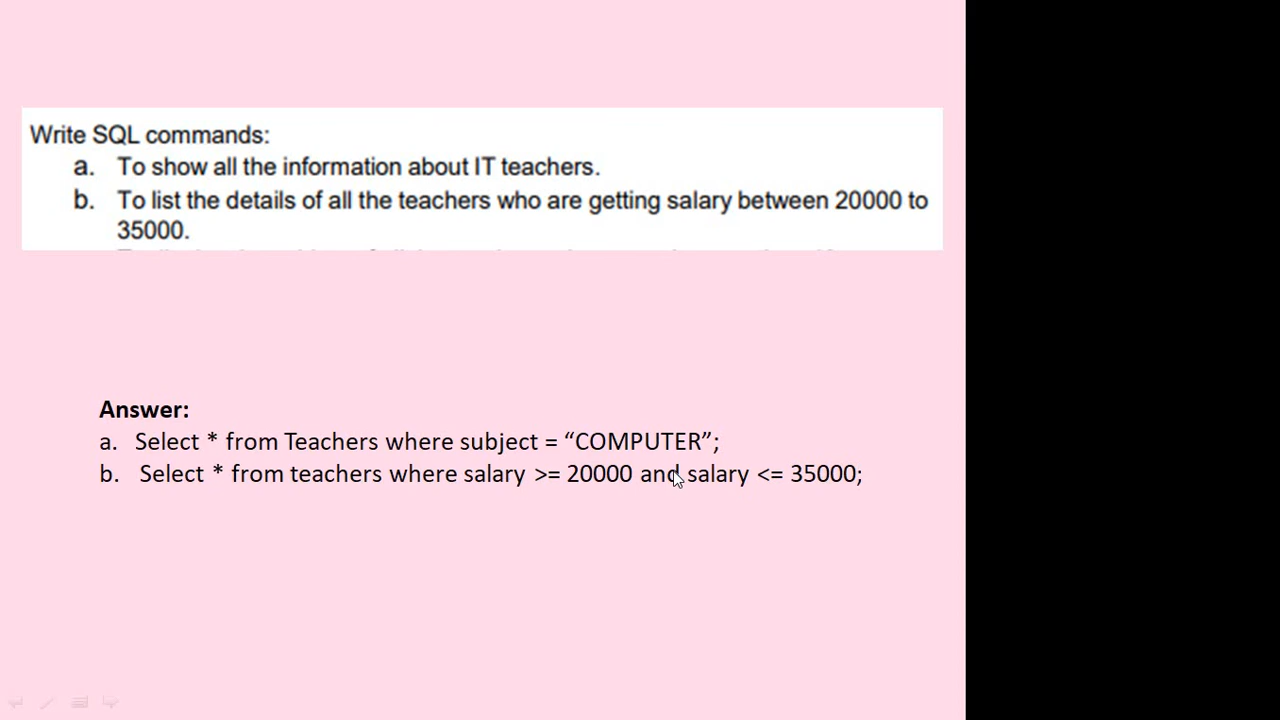 Write SQL commands:
a. To show all the information about IT teachers.
b. To list the details of all the teachers who are getting salary between 20000 to
35000.
Answer:
a. Select * from Teachers where subject = “COMPUTER”;
b. Select * from teachers where salary >= 20000 and salary <= 35000;